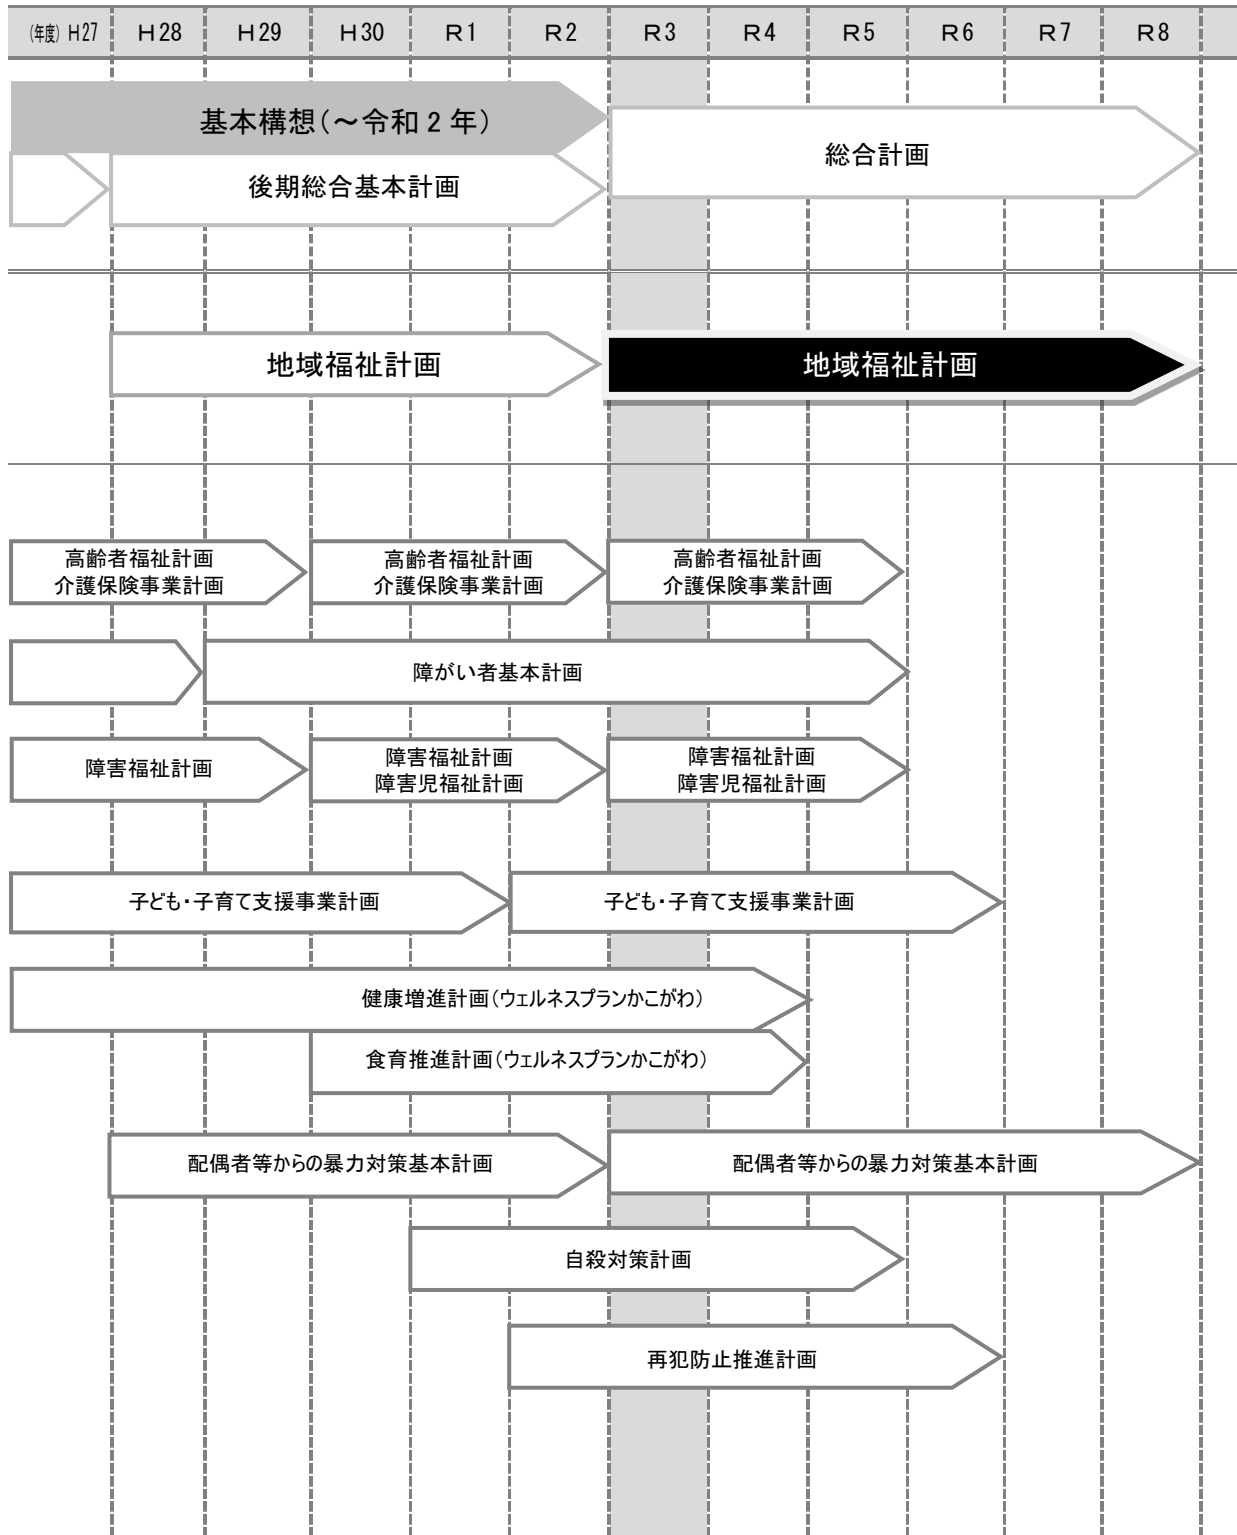 (年度) H27 H28 H29 H30 R1 R2 R3 R4 R5 R6 R7 R8
基本構想(～令和2年)
総合計画
後期総合基本計画
地域福祉計画 地域福祉計画
高齢者福祉計画 高齢者福祉計画 高齢者福祉計画
介護保険事業計画 介護保険事業計画 介護保険事業計画
障がい者基本計画
障害福祉計画 障害福祉計画 障害福祉計画
障害児福祉計画 障害児福祉計画
子ども・子育て支援事業計画 子ども・子育て支援事業計画
健康増進計画(ウェルネスプランかこがわ)
食育推進計画(ウェルネスプランかこがわ)
配偶者等からの暴力対策基本計画 配偶者等からの暴力対策基本計画
自殺対策計画
再犯防止推進計画